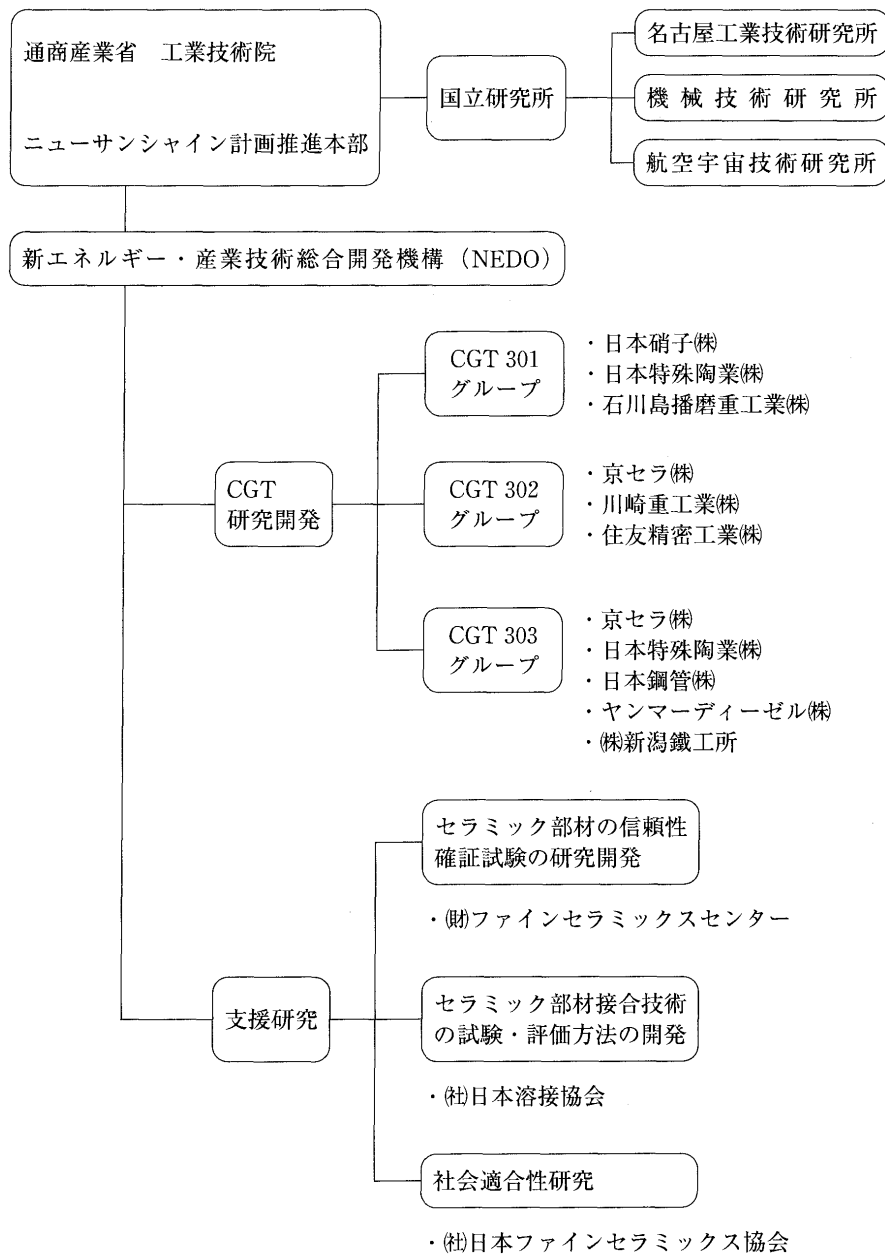 通商産業省　工業技術院
ニューサンシャイン計画推進本部
国立研究所
名古屋工業技術研究所
機械技術研究所
航空宇宙技術研究所
新エネルギー・産業技術総合開発機構（NEDO）
CGT
研究開発
CGT 301
グループ
・日本硝子㈱
・日本特殊陶業㈱
・石川島播磨重工業㈱
CGT 302
グループ
・京セラ㈱
・川崎重工業㈱
・住友精密工業㈱
CGT 303
グループ
・京セラ㈱
・日本特殊陶業㈱
・日本鋼管㈱
・ヤンマーディーゼル㈱
・㈱新潟鐵工所
支援研究
セラミック部材の信頼性
確証試験の研究開発
・㈶ファインセラミックスセンター
セラミック部材接合技術
の試験・評価方法の開発
・㈳日本溶接協会
社会適合性研究
・㈳日本ファインセラミックス協会